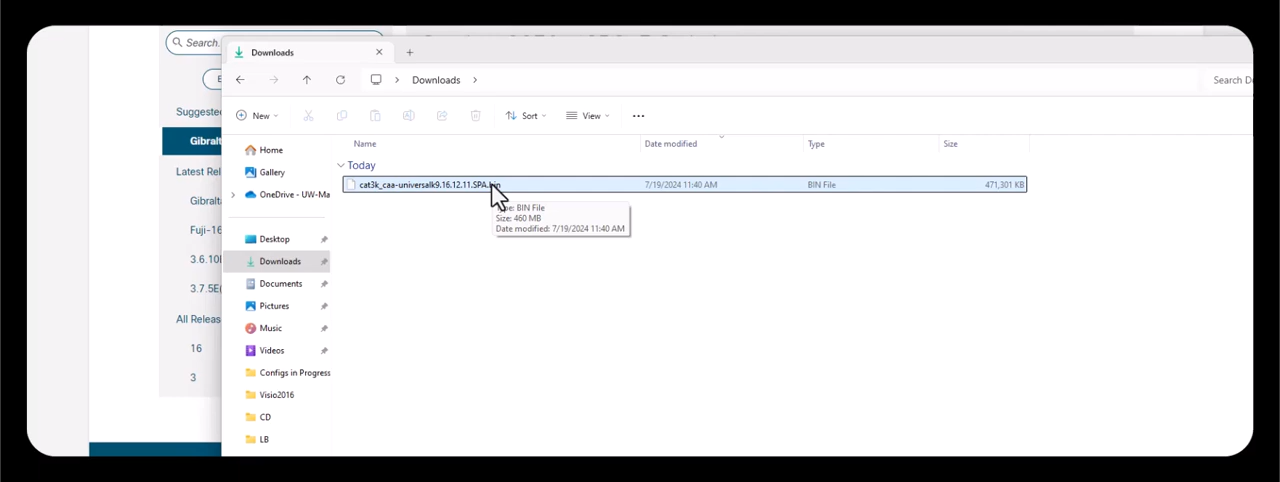 Search.
Downloads
Downloads
Search D
New
Sort
View
Suggested
Home
Name
Date modified
Type
Size
Gibralt
Gallery
Today
Latest Rel
OneDrive - UW-Ma
cat3k_caa-universalk9.16.12.11.SPA.bin
7/19/2024 11:40 AM
BIN File
471,301 KB
Gibralt
Type: BIN File
Size: 460 MB
Date modified: 7/19/2024 11:40 AM
Fuji-16
Desktop
3.6.10E
Downloads
3.7.5E(
Documents
Pictures
All Releas
Music
16
Videos
3
Configs in Progress
Visio2016
CD
LB